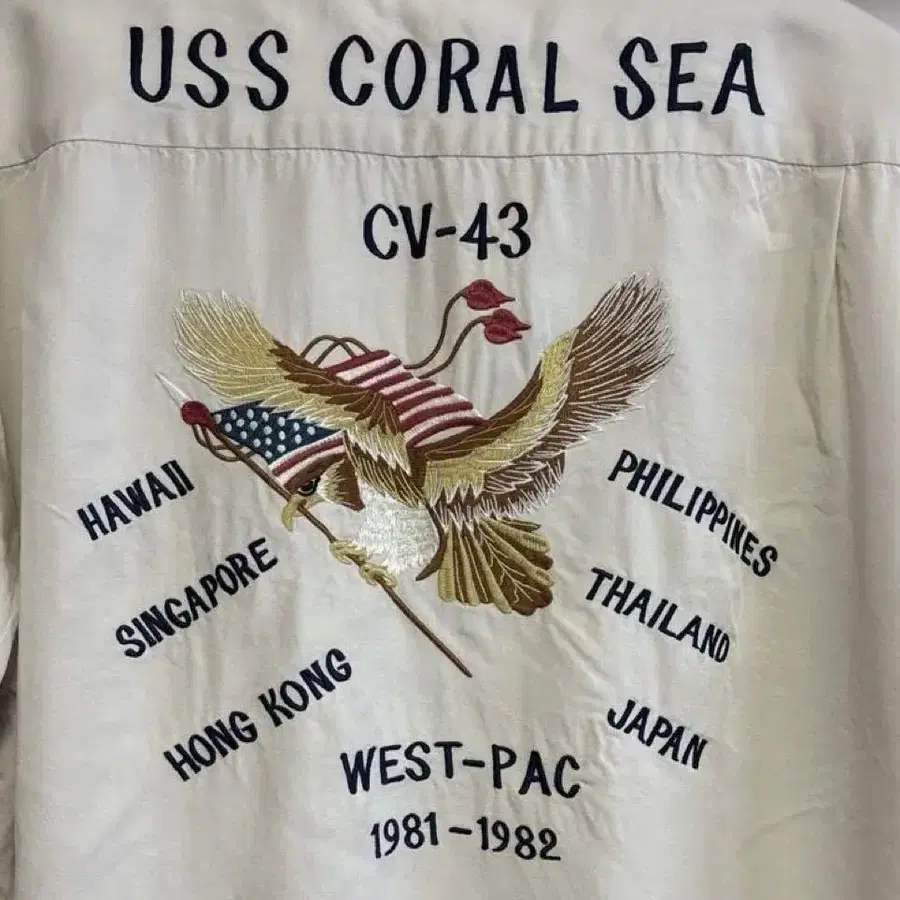 USS CORAL SEA
CV-43
HAWAII
SINGAPORE
HONG KONG
PHILIPPINES
THAILAND
JAPAN
WEST-PAC
1981-1982